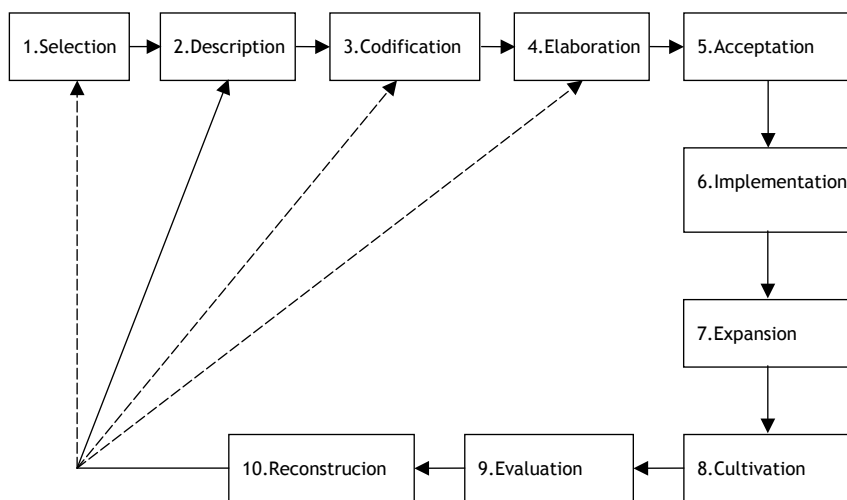 1.Selection
2.Description
3.Codification
4.Elaboration
5.Acceptation
6.Implementation
7.Expansion
8.Cultivation
9.Evaluation
10.Reconstrucion